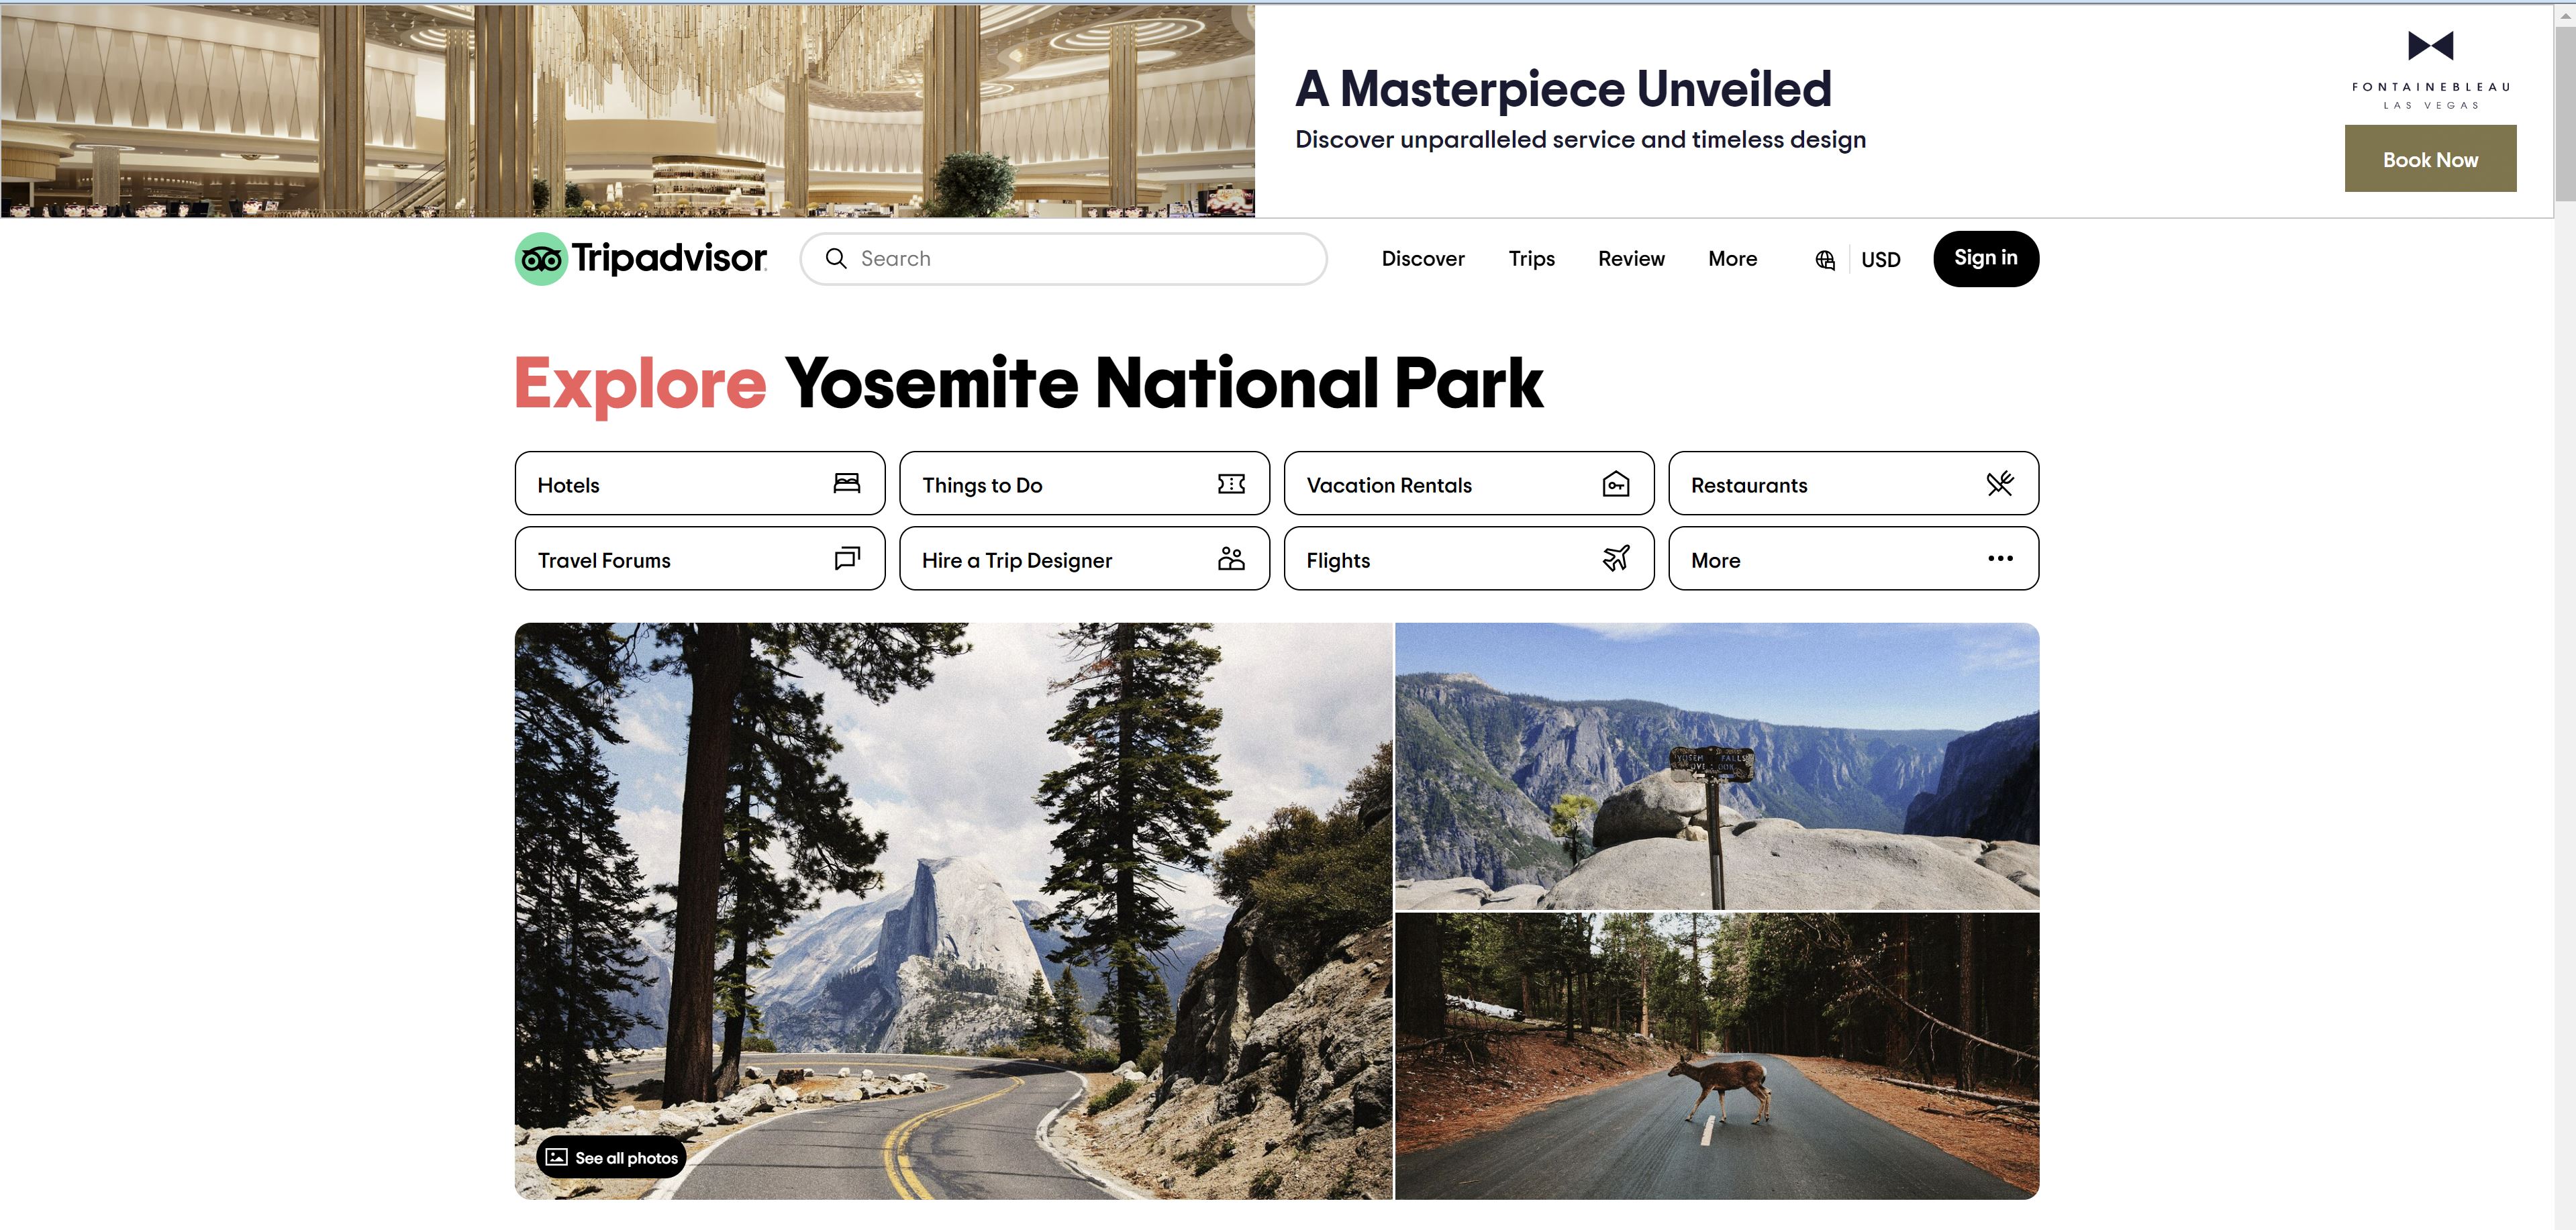 A Masterpiece Unveiled
Discover unparalleled service and timeless design
FONTAINEBLEAU
LAS VEGAS
Book Now
Tripadvisor
Search
Discover
Trips
Review
More
USD
Sign in
Explore Yosemite National Park
Hotels
Things to Do
Vacation Rentals
Restaurants
Travel Forums
Hire a Trip Designer
Flights
More
FALLS
See all photos